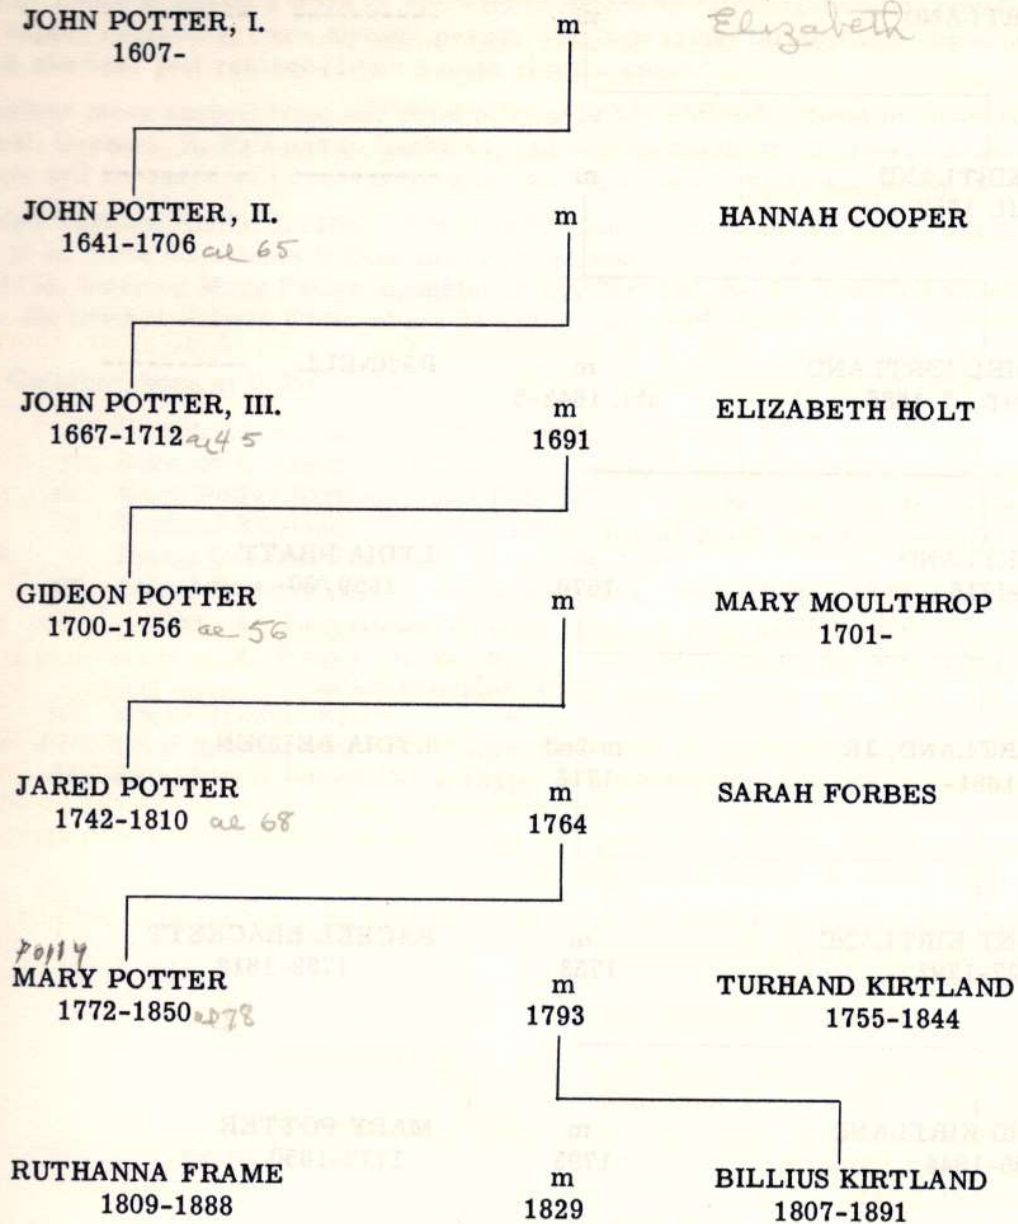 JOHN POTTER, I. m Elizabeth
1607-
JOHN POTTER, II. m HANNAH COOPER
1641-1706 ae 65
JOHN POTTER, III. m ELIZABETH HOLT
1667-1712 ae 45 1691
GIDEON POTTER m MARY MOULTHROP
1700-1756 ae 56 1701-
JARED POTTER m SARAH FORBES
1742-1810 ae 68 1764
Polly
MARY POTTER m TURHAND KIRTLAND
1772-1850 ae 78 1793 1755-1844
RUTHANNA FRAME m BILLIUS KIRTLAND
1809-1888 1829 1807-1891